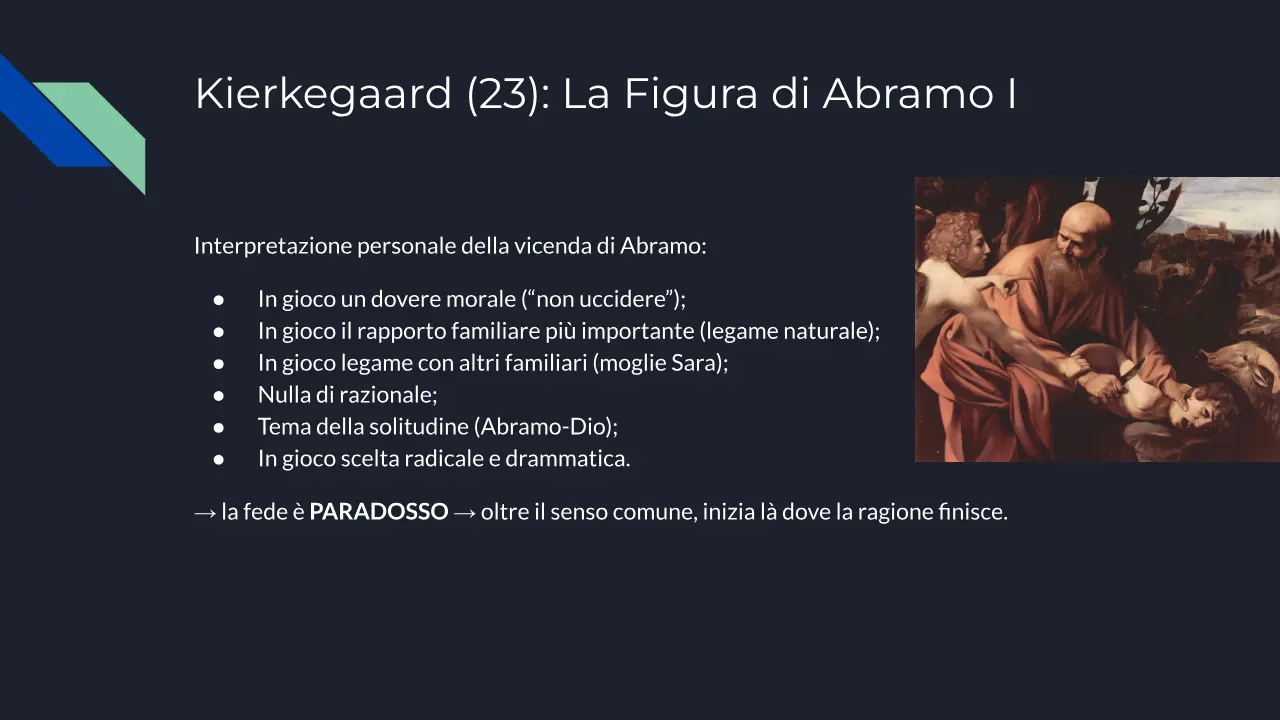 Kierkegaard (23): La Figura di Abramo I
Interpretazione personale della vicenda di Abramo:
● In gioco un dovere morale (“non uccidere”);
● In gioco il rapporto familiare più importante (legame naturale);
● In gioco legame con altri familiari (moglie Sara);
● Nulla di razionale;
● Tema della solitudine (Abramo-Dio);
● In gioco scelta radicale e drammatica.
→ la fede è PARADOSSO → oltre il senso comune, inizia là dove la ragione finisce.